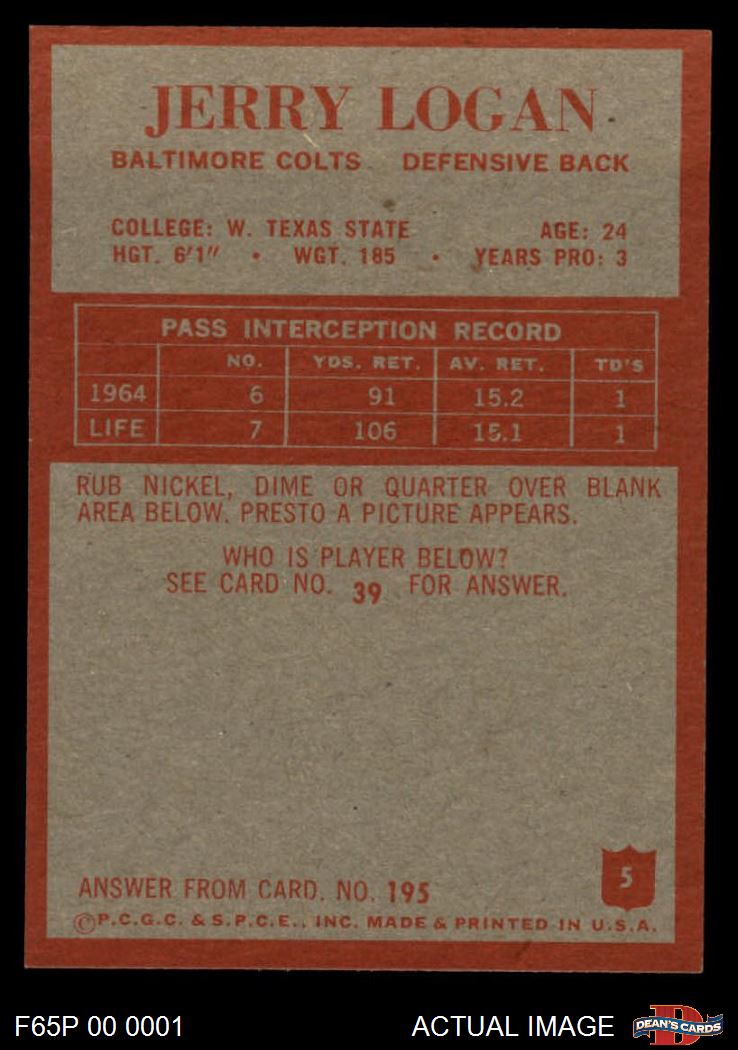 JERRY LOGAN
BALTIMORE COLTS DEFENSIVE BACK
COLLEGE: W. TEXAS STATE AGE: 24
HGT. 6'1" • WGT. 185 • YEARS PRO: 3
PASS INTERCEPTION RECORD
NO. YDS. RET. AV. RET. TD'S
1964 6 91 15.2 1
LIFE 7 106 15.1 1
RUB NICKEL, DIME OR QUARTER OVER BLANK
AREA BELOW. PRESTO A PICTURE APPEARS.
WHO IS PLAYER BELOW?
SEE CARD NO. 39 FOR ANSWER.
5
ANSWER FROM CARD. NO. 195
©P.C.G.C. & S.P.C.E., INC. MADE & PRINTED IN U.S.A.
F65P 00 0001 ACTUAL IMAGE
D
DEAN'S CARDS